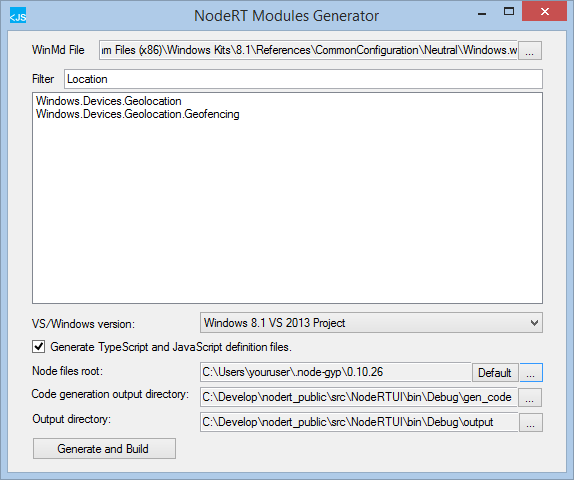 <JS
NodeRT Modules Generator
WinMd File
Files (x86)\Windows Kits\8.1\References\CommonConfiguration\Neutral\Windows.w
...
Filter
Location
Windows.Devices.Geolocation
Windows.Devices.Geolocation.Geofencing
VS/Windows version:
Windows 8.1 VS 2013 Project
Generate TypeScript and JavaScript definition files.
Node files root:
C:\Users\youruser\.node-gyp\0.10.26
Default
...
Code generation output directory:
C:\Develop\nodert_public\src\NodeRTUI\bin\Debug\gen_code
...
Output directory:
C:\Develop\nodert_public\src\NodeRTUI\bin\Debug\output
...
Generate and Build